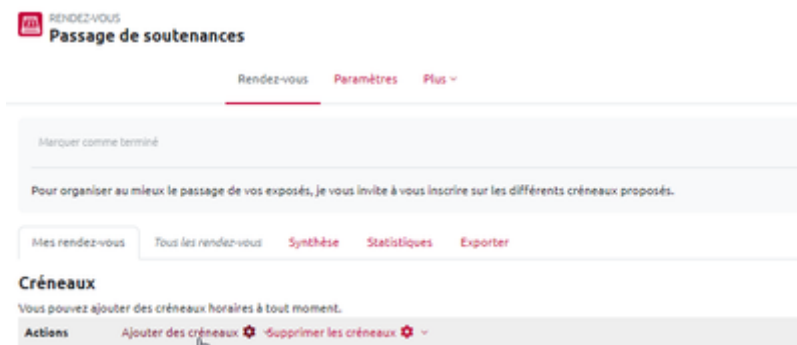 RENDEZ-VOUS
Passage de soutenances
Rendez-vous Paramètres Plus
Marquer comme terminé
Pour organiser au mieux le passage de vos exposés, je vous invite à vous inscrire sur les différents créneaux proposés.
Mes rendez-vous Tous les rendez-vous Synthèse Statistiques Exporter
Créneaux
Vous pouvez ajouter des créneaux horaires à tout moment.
Actions Ajouter des créneaux Supprimer les créneaux